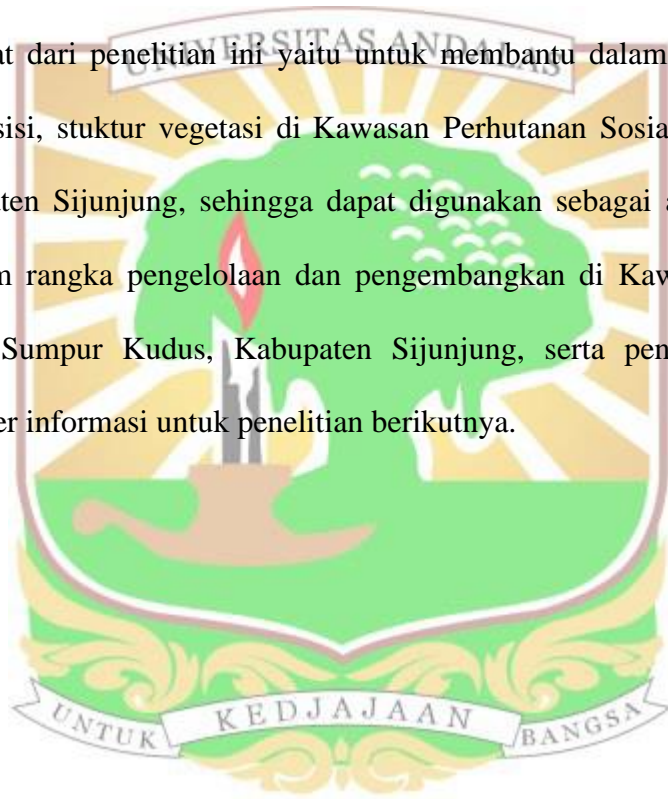 UNIVERSITAS ANDALAS
at dari penelitian ini yaitu untuk membantu dalam
sisi, stuktur vegetasi di Kawasan Perhutanan Sosia
ten Sijunjung, sehingga dapat digunakan sebagai a
n rangka pengelolaan dan pengembangkan di Kaw
Sumpur Kudus, Kabupaten Sijunjung, serta pen
er informasi untuk penelitian berikutnya.
UNTUK KEDJAJAAN BANGSA